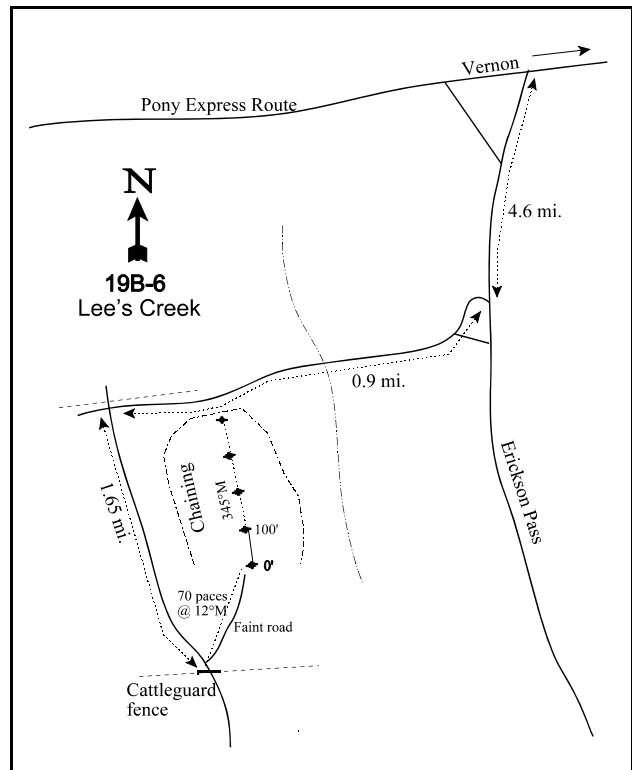 Vernon
Pony Express Route
N
4.6 mi.
19B-6
Lee's Creek
0.9 mi.
Erickson Pass
Chaining
345°M
1.65 mi.
100'
0'
70 paces
@ 12°M
Faint road
Cattleguard
fence